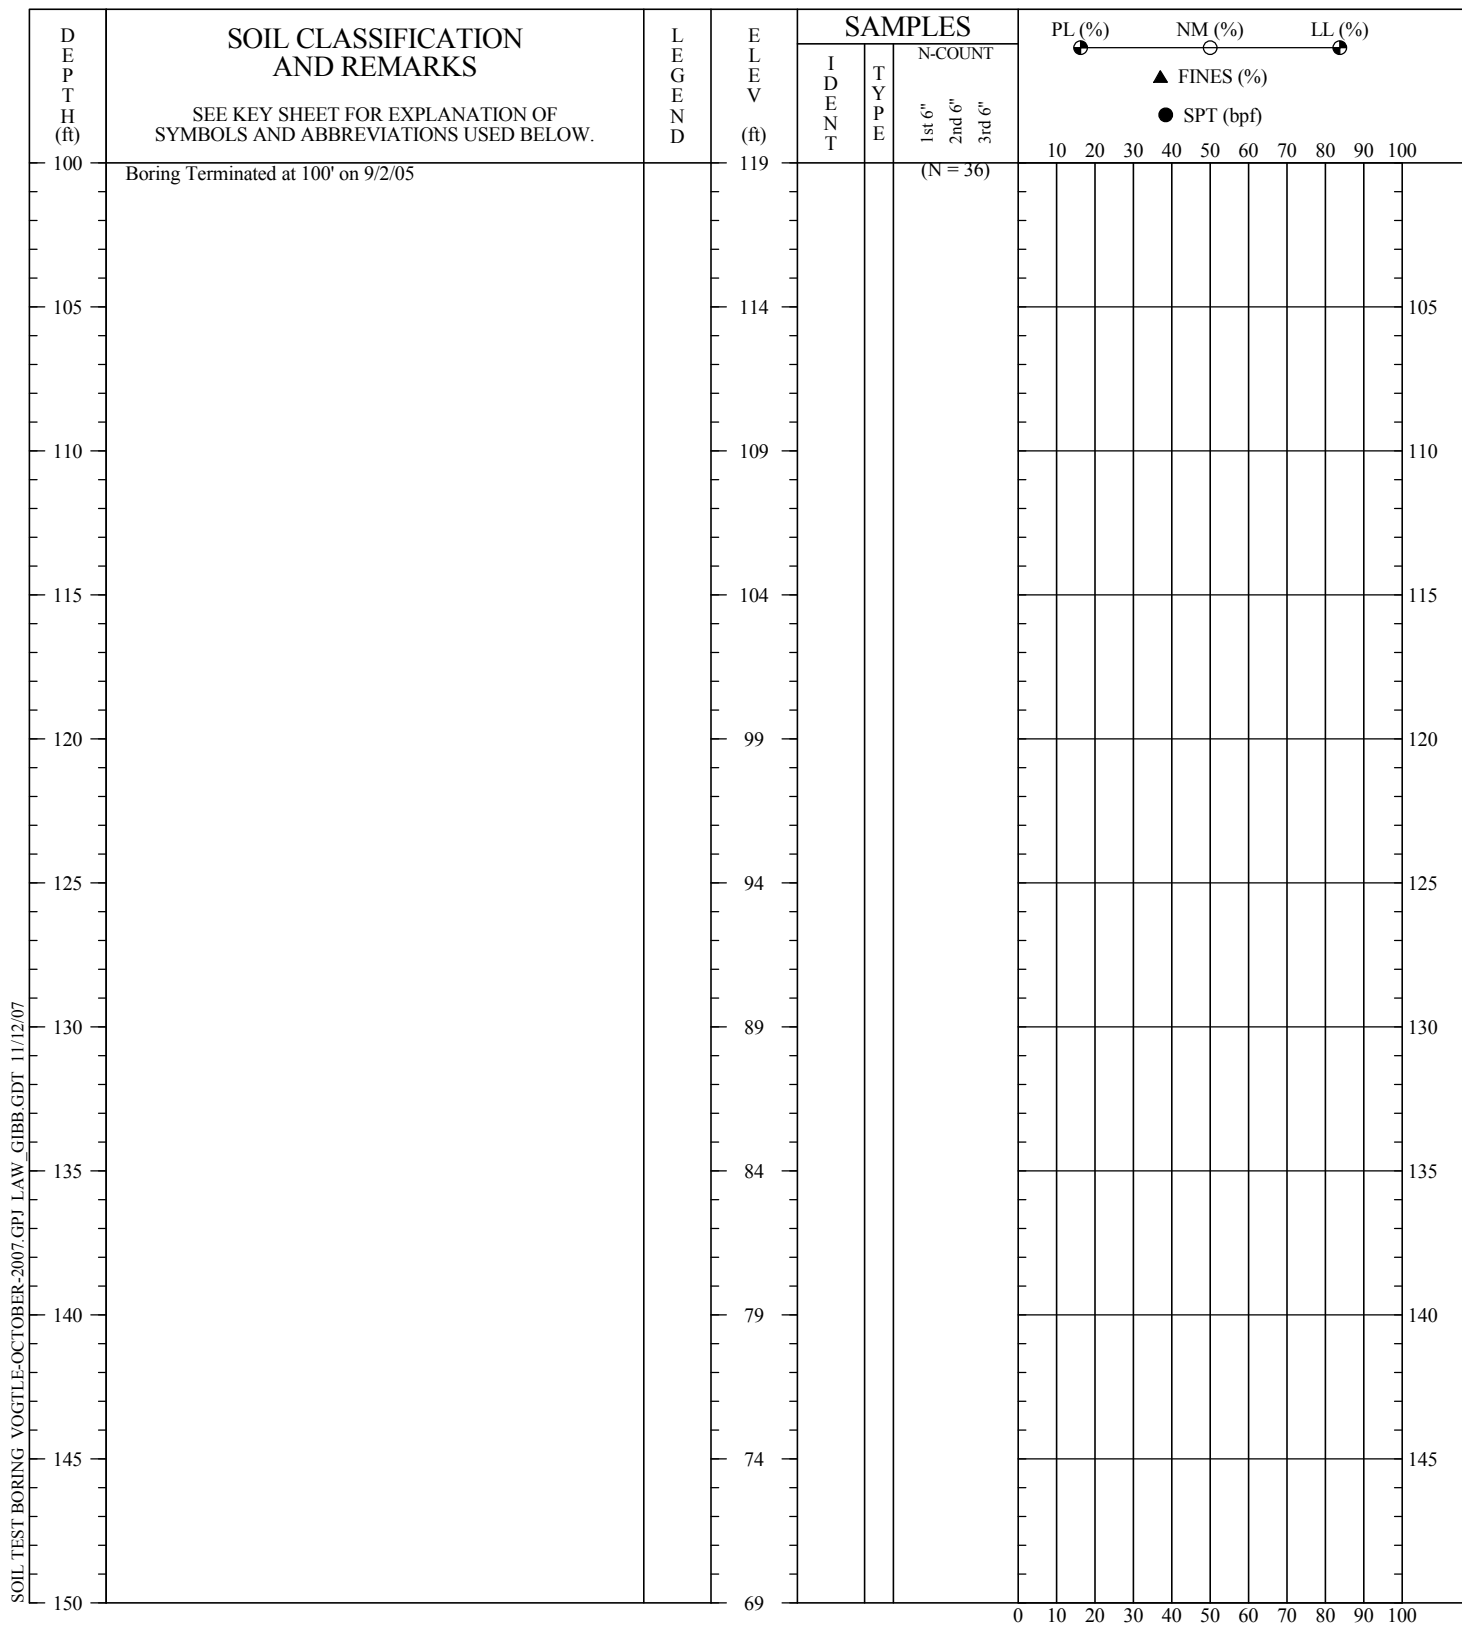 DEPTH
(ft)
SOIL CLASSIFICATION
AND REMARKS
SEE KEY SHEET FOR EXPLANATION OF
SYMBOLS AND ABBREVIATIONS USED BELOW.
LEGEND
ELEV
(ft)
SAMPLES
IDENT
TYPE
N-COUNT
1st 6"
2nd 6"
3rd 6"
PL (%) NM (%) LL (%)
FINES (%)
SPT (bpf)
10 20 30 40 50 60 70 80 90 100
100 119
Boring Terminated at 100' on 9/2/05 (N = 36)
105 114 105
110 109 110
115 104 115
120 99 120
125 94 125
130 89 130
135 84 135
140 79 140
145 74 145
150 69
0 10 20 30 40 50 60 70 80 90 100
SOIL TEST BORING VOGTLE-OCTOBER-2007.GPJ LAW_GIBB.GDT 11/12/07